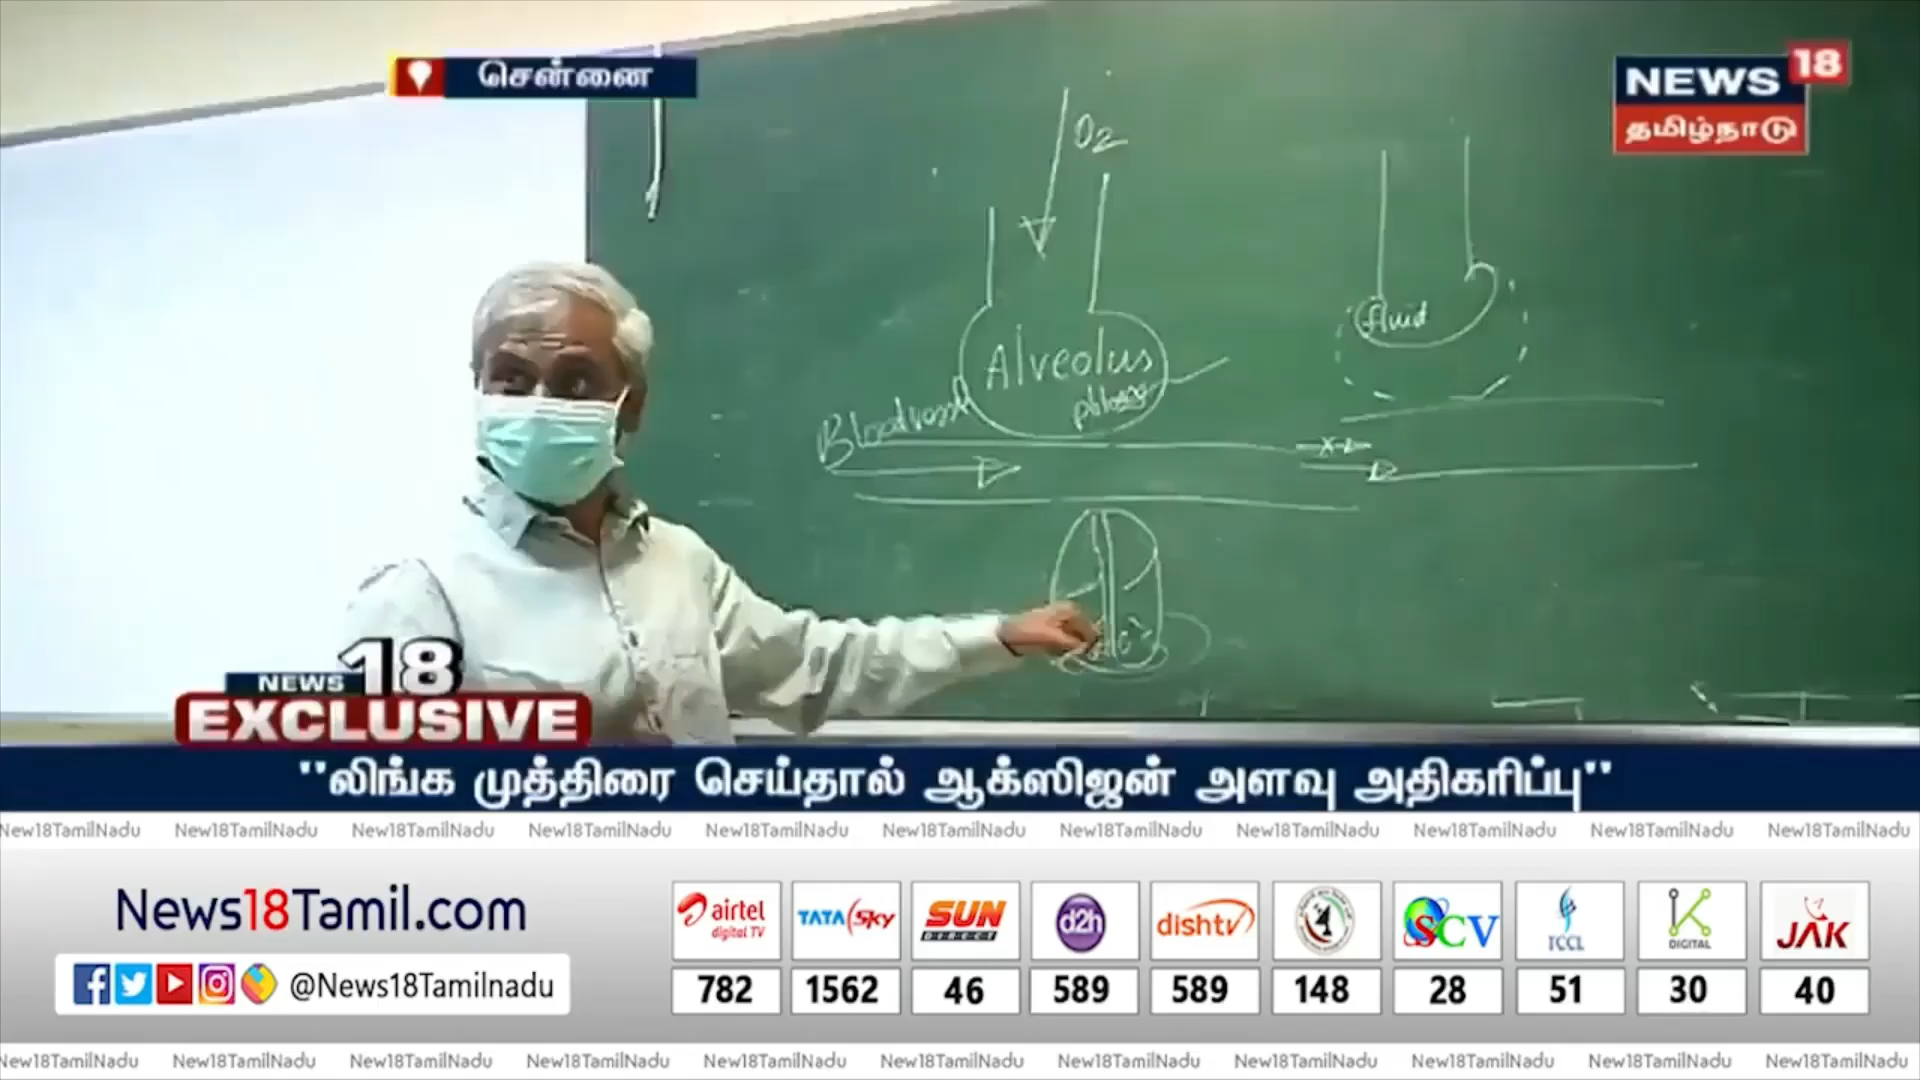 சென்னை
NEWS 18
தமிழ்நாடு
O2
fluid
Alveolus
NEWS 18
EXCLUSIVE
"லிங்க முத்திரை செய்தால் ஆக்ஸிஜன் அளவு அதிகரிப்பு"
New18TamilNadu New18TamilNadu New18TamilNadu New18TamilNadu New18TamilNadu New18TamilNadu New18TamilNadu New18TamilNadu New18TamilNadu New18TamilNadu New18TamilNadu
News18Tamil.com
airtel digital TV
TATA Sky
SUN DIRECT
d2h
dishtv
SCV
TCCL
K DIGITAL
JAK
@News18Tamilnadu
782 1562 46 589 589 148 28 51 30 40
New18TamilNadu New18TamilNadu New18TamilNadu New18TamilNadu New18TamilNadu New18TamilNadu New18TamilNadu New18TamilNadu New18TamilNadu New18TamilNadu New18TamilNadu